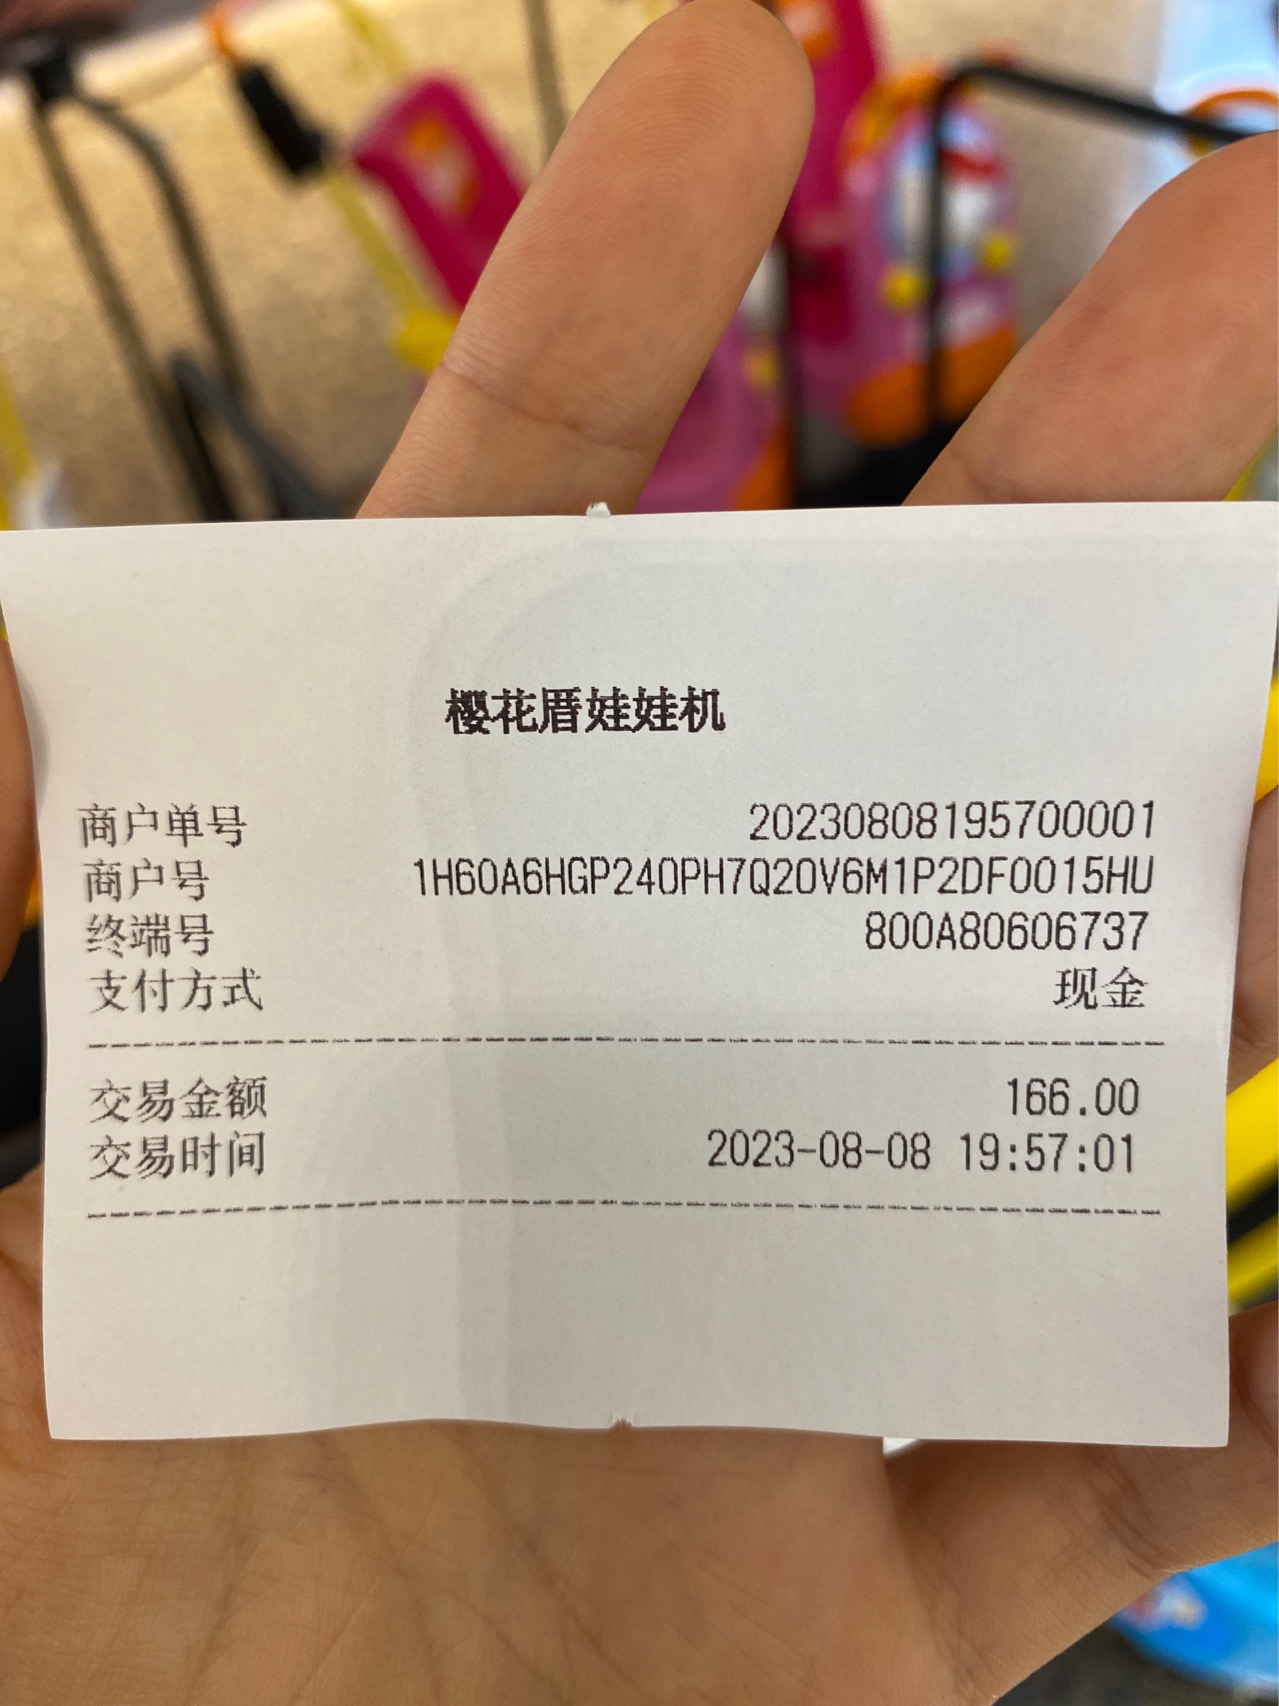 樱花厝娃娃机
商户单号 20230808195700001
商户号 1H60A6HGP240PH7Q20V6M1P2DF0015HU
终端号 800A80606737
支付方式 现金
交易金额 166.00
交易时间 2023-08-08 19:57:01